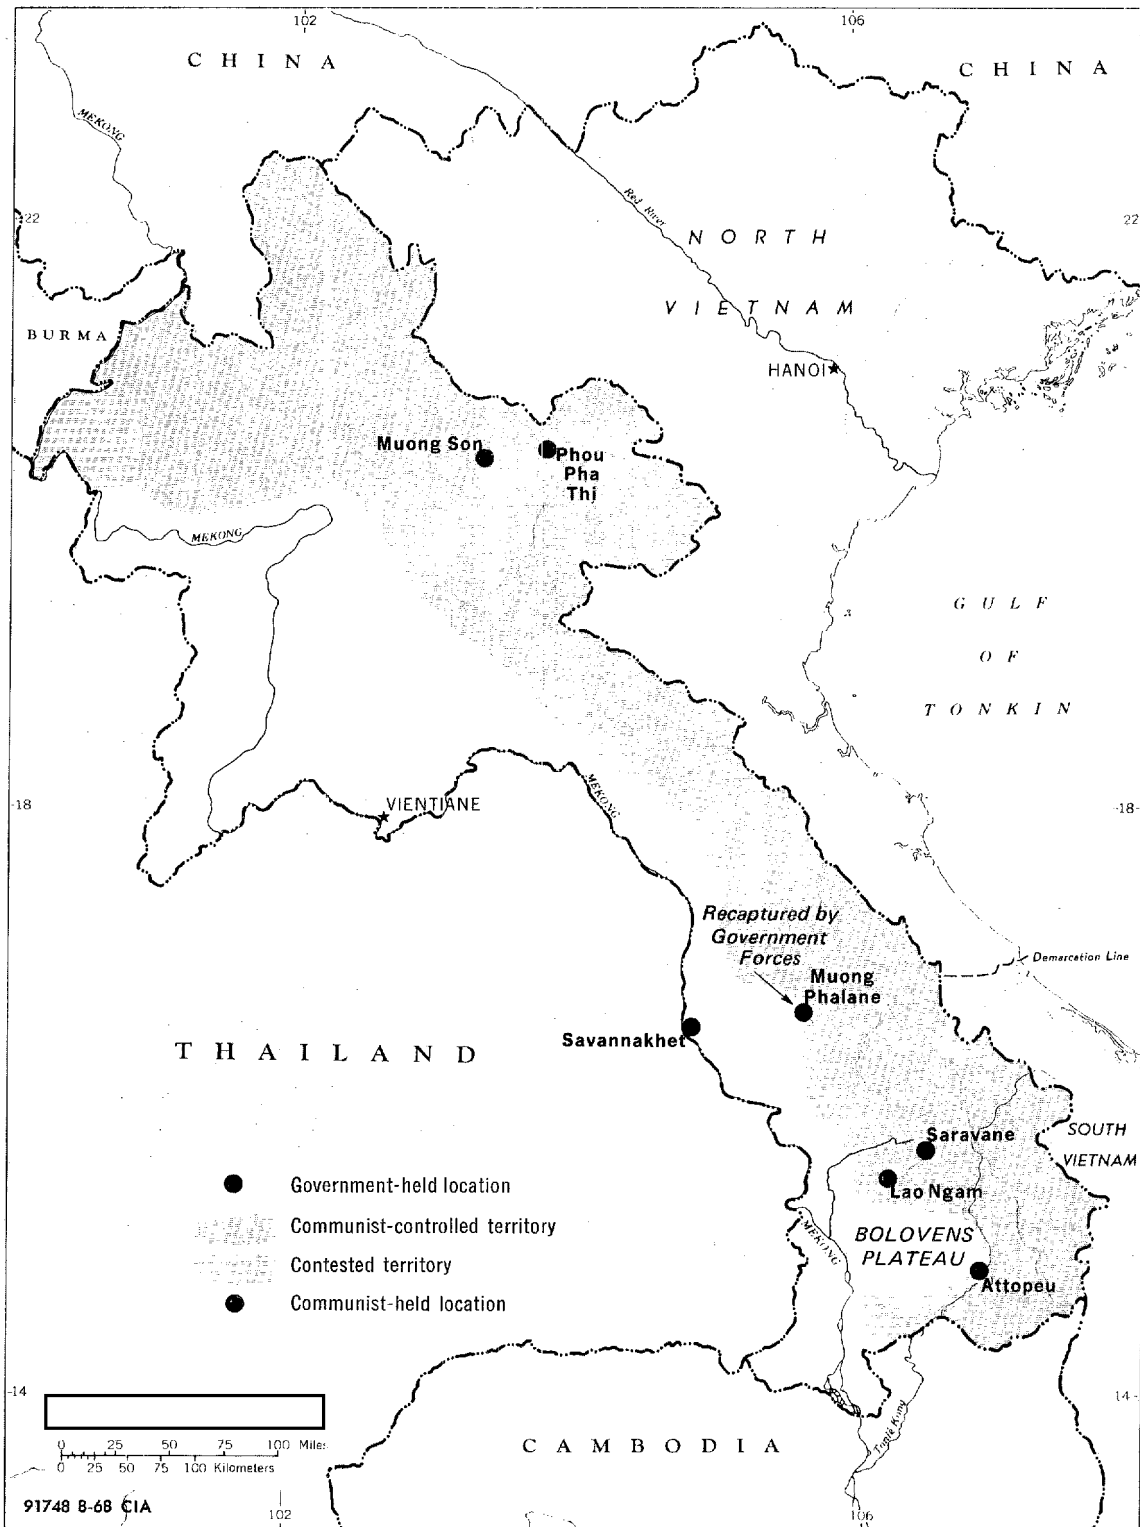 102
106
CHINA
CHINA
MEKONG
Red River
22
22
NORTH
VIETNAM
BURMA
HANOI
Muong Son
Phou
Pha
Thi
MEKONG
GULF
OF
TONKIN
18
VIENTIANE
MEKONG
18
Recaptured by
Government
Forces
Demarcation Line
Muong
Phalane
Savannakhet
THAILAND
Saravane
SOUTH
VIETNAM
Lao Ngam
Government-held location
Communist-controlled territory
Contested territory
Communist-held location
MEKONG
BOLOVENS
PLATEAU
Attopeu
14
14
0 25 50 75 100 Miles
0 25 50 75 100 Kilometers
CAMBODIA
91748 8-68 CIA
102
106